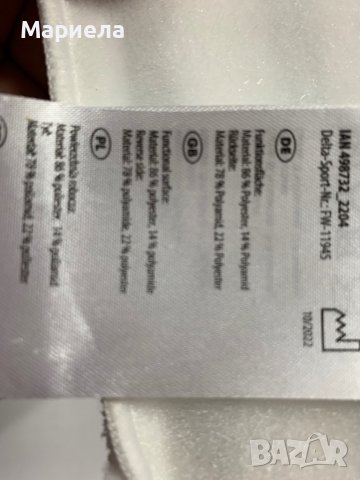 Мариела
IAN 498732_2204
Delta-Sport-Nr.: FW-11945
10/2022
DE
Funktionsfläche:
Material: 86 % Polyester, 14 % Polyamid
Rückseite:
Material: 78 % Polyamid, 22 % Polyester
GB
Functional surface:
Material: 86 % polyester, 14 % polyamide
Reverse side:
Material: 78 % polyamide, 22 % polyester
PL
Powierzchnia robocza:
Materiał: 86 % poliester, 14 % poliamid
Tył:
Materiał: 78 % poliamid, 22 % poliester
BAZAR
bg